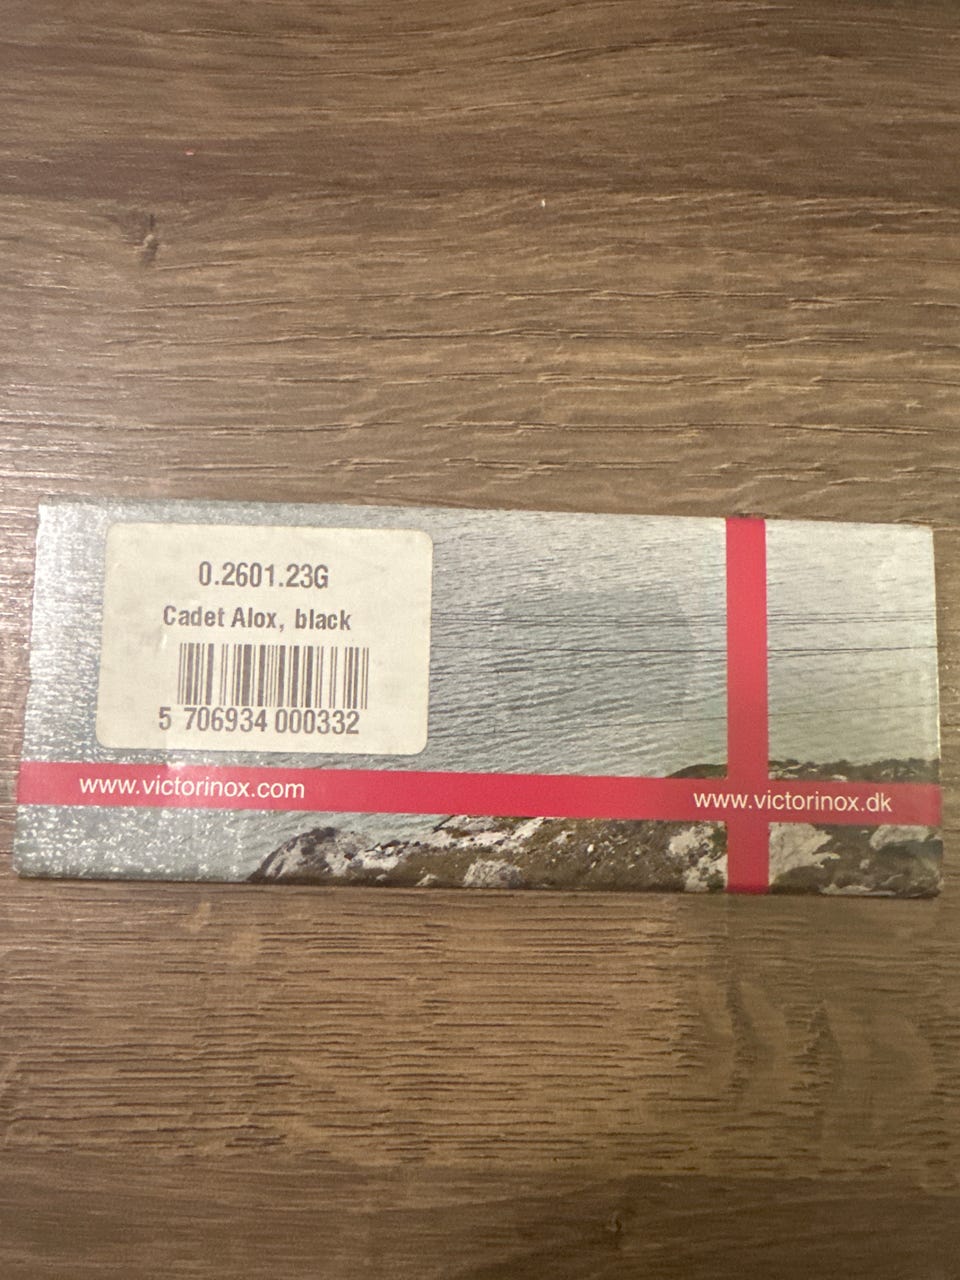 0.2601.23G
Cadet Alox, black
5 706934 000332
www.victorinox.com
www.victorinox.dk